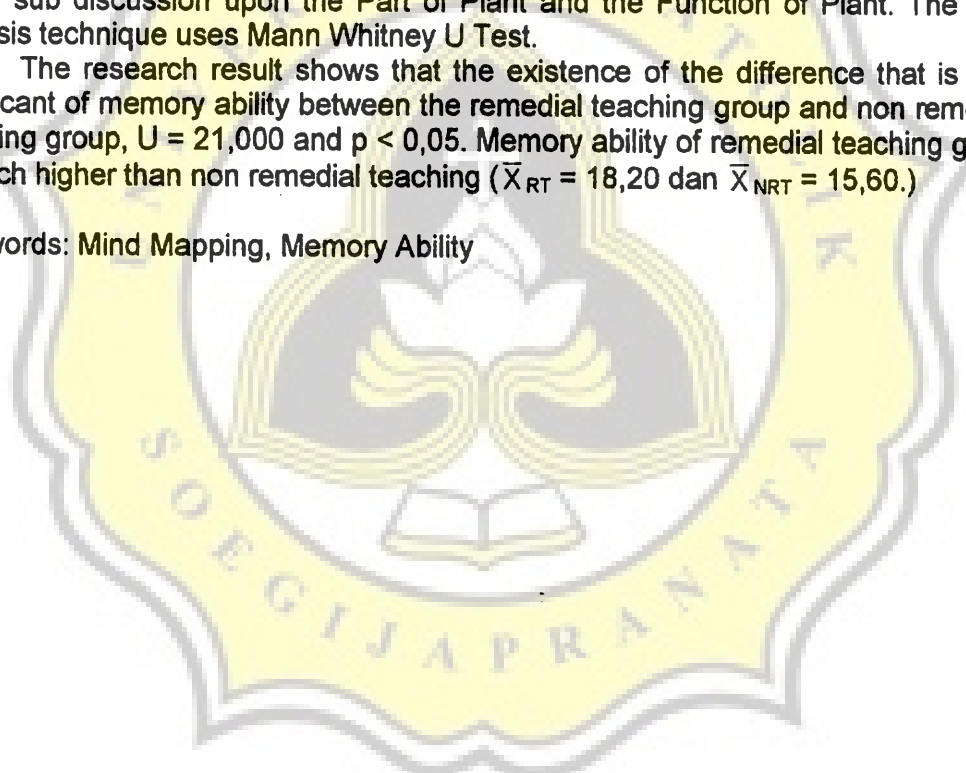 sub discussion upon the Part of Plant and the Function of Plant. The
sis technique uses Mann Whitney U Test.
The research result shows that the existence of the difference that is
cant of memory ability between the remedial teaching group and non rem
ing group, U = 21,000 and p < 0,05. Memory ability of remedial teaching g
ch higher than non remedial teaching ( X̅ RT = 18,20 dan X̅ NRT = 15,60.)
words: Mind Mapping, Memory Ability
SOEGIJAPRANATA